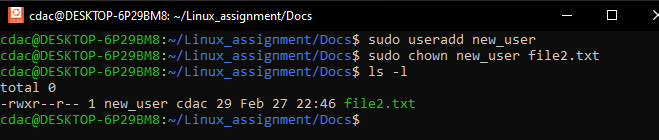 cdac@DESKTOP-6P29BM8: ~/Linux_assignment/Docs
cdac@DESKTOP-6P29BM8:~/Linux_assignment/Docs$ sudo useradd new_user
cdac@DESKTOP-6P29BM8:~/Linux_assignment/Docs$ sudo chown new_user file2.txt
cdac@DESKTOP-6P29BM8:~/Linux_assignment/Docs$ ls -l
total 0
-rwxr--r-- 1 new_user cdac 29 Feb 27 22:46 file2.txt
cdac@DESKTOP-6P29BM8:~/Linux_assignment/Docs$